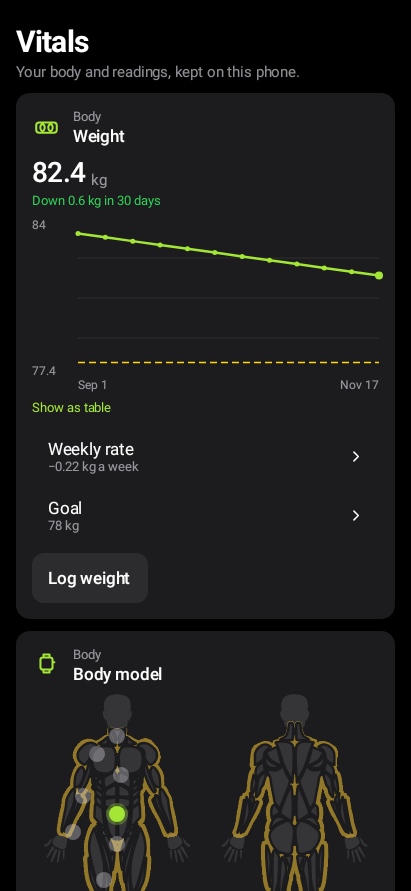 Vitals
Your body and readings, kept on this phone.
Body
Weight
82.4 kg
Down 0.6 kg in 30 days
84
77.4
Sep 1
Nov 17
Show as table
Weekly rate
−0.22 kg a week
Goal
78 kg
Log weight
Body
Body model